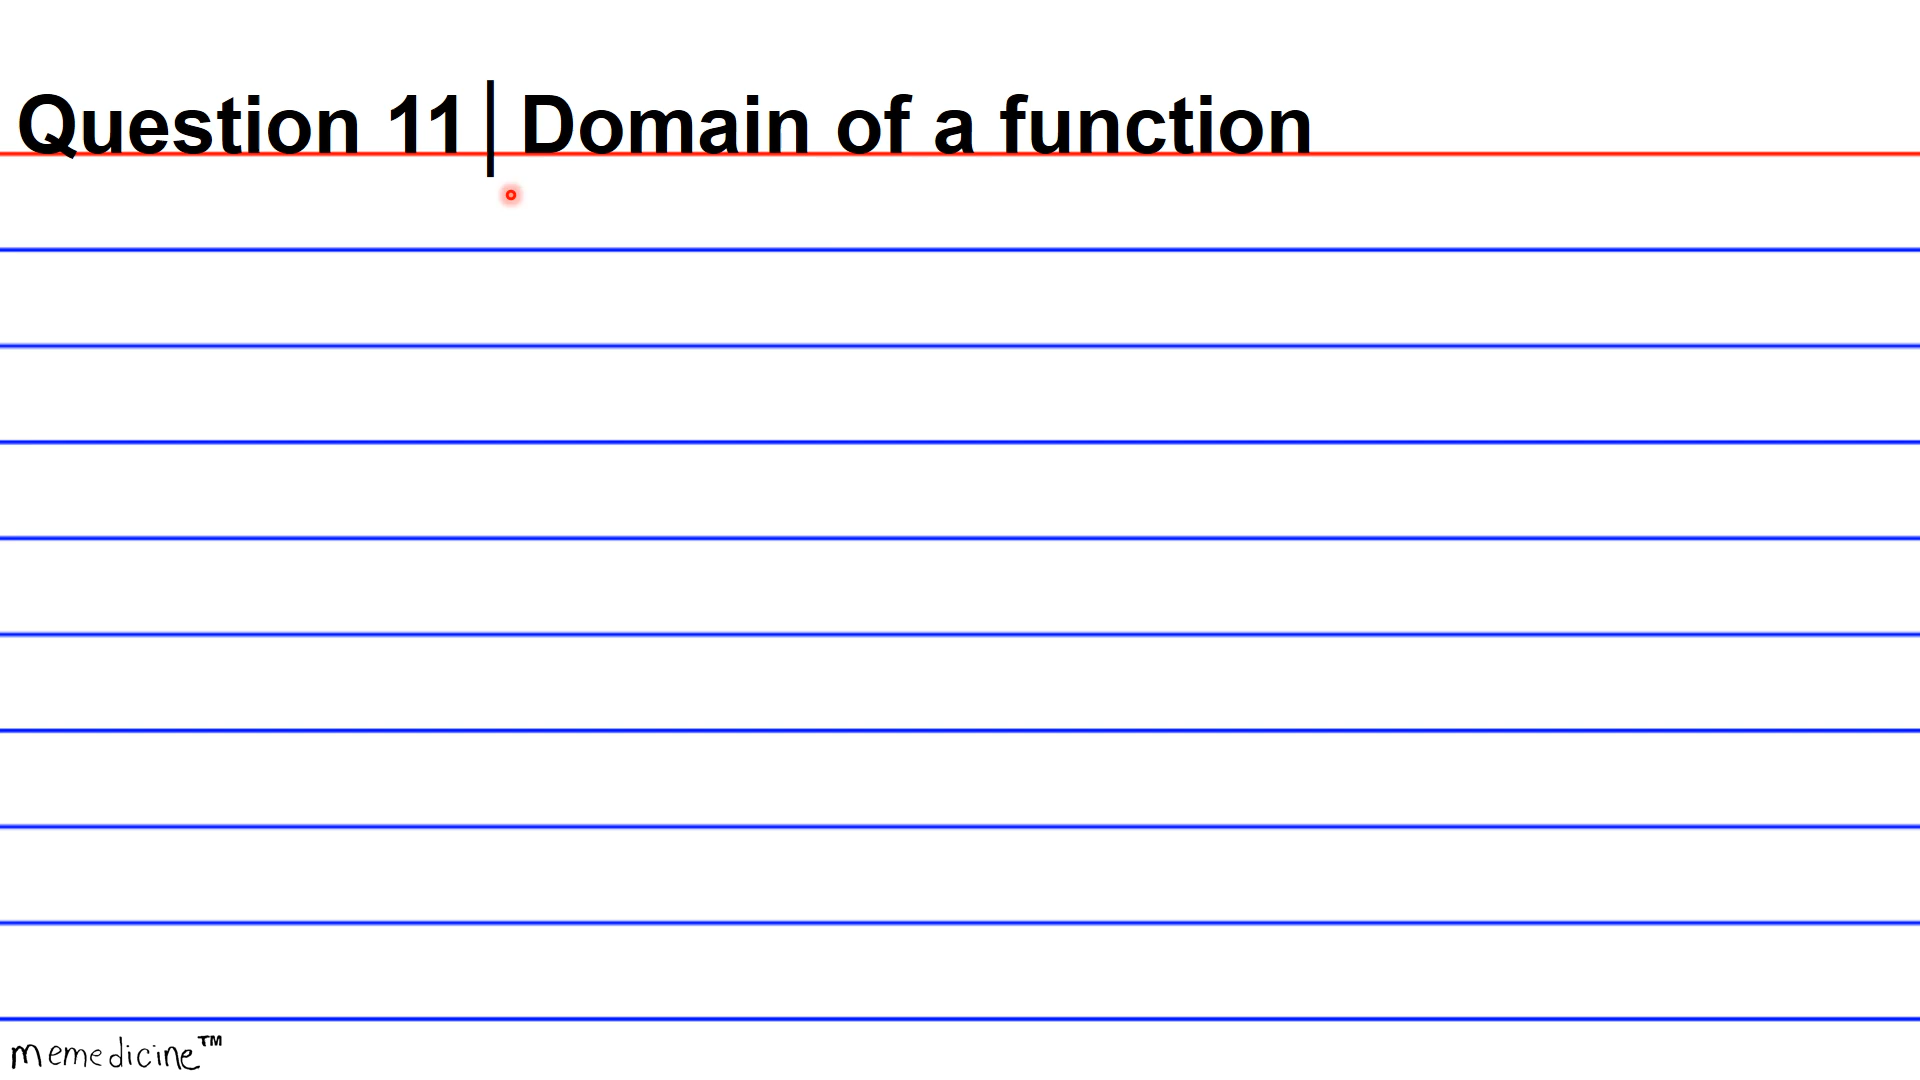 Question 11| Domain of a function
memedicine™